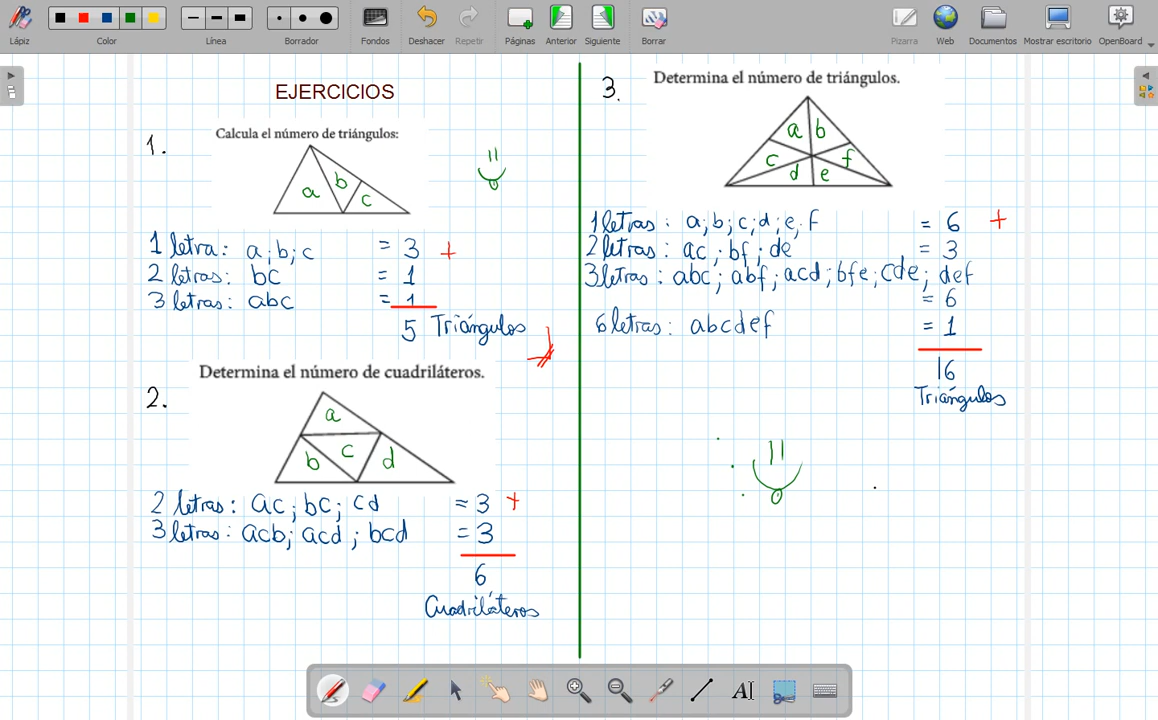 Lápiz
Color
Línea
Borrador
Fondos
Deshacer
Repetir
Páginas
Anterior
Siguiente
Borrar
Pizarra
Web
Documentos
Mostrar escritorio
OpenBoard
EJERCICIOS
1.
Calcula el número de triángulos:
a
b
c
1 letra: a;b;c = 3 +
2 letras: bc = 1
3 letras: abc = 1
5 Triángulos
Determina el número de cuadriláteros.
2.
a
b
c
d
2 letras: ac; bc; cd = 3 +
3 letras: acb; acd; bcd = 3
6
Cuadriláteros
3.
Determina el número de triángulos.
a
b
c
f
d
e
1 letras: a; b; c; d; e; f = 6 +
2 letras: ac; bf; de = 3
3 letras: abc; abf; acd; bfe; cde; def
= 6
6 letras: abcdef = 1
16
Triángulos
AI